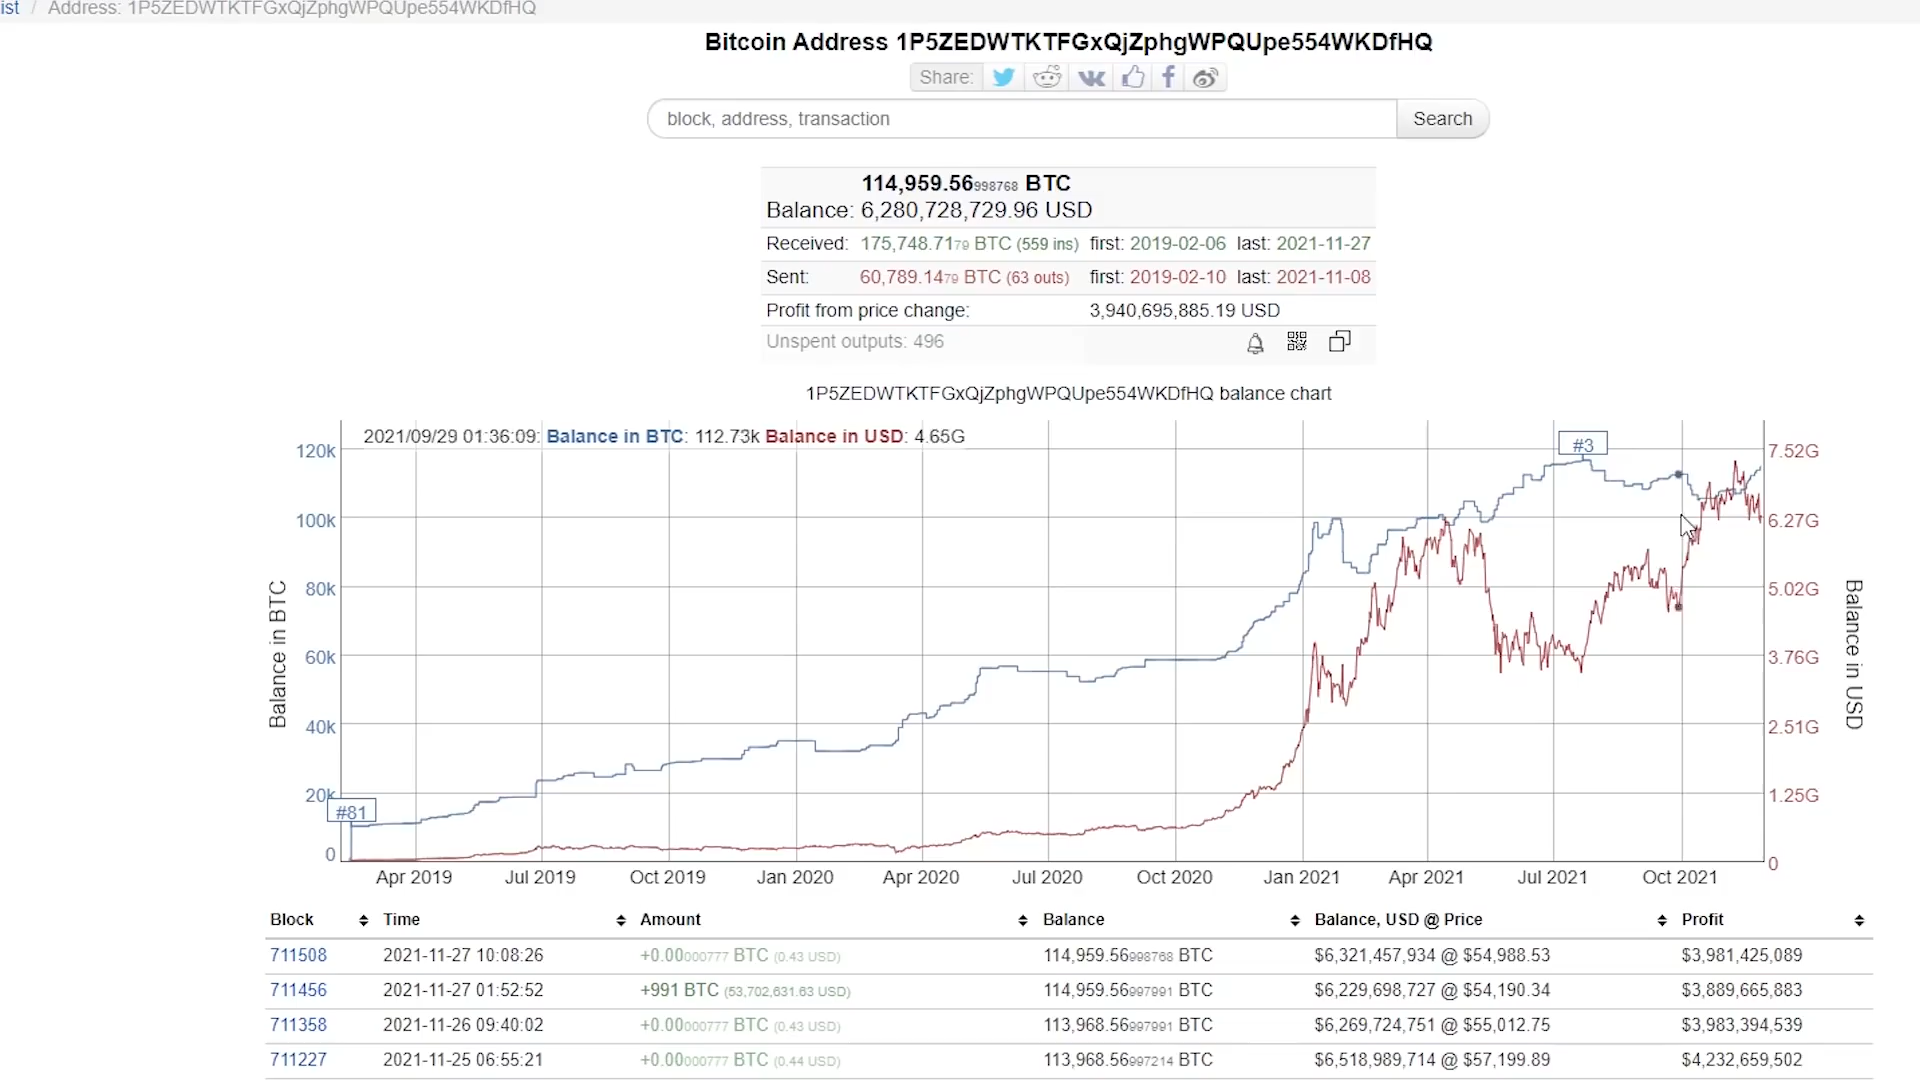 ist / Address: 1P5ZEDWTKTFGxQjZphgWPQUpe554WKDfHQ
Bitcoin Address 1P5ZEDWTKTFGxQjZphgWPQUpe554WKDfHQ
Share:
block, address, transaction Search
114,959.56998768 BTC
Balance: 6,280,728,729.96 USD
Received: 175,748.7179 BTC (559 ins) first: 2019-02-06 last: 2021-11-27
Sent: 60,789.1479 BTC (63 outs) first: 2019-02-10 last: 2021-11-08
Profit from price change: 3,940,695,885.19 USD
Unspent outputs: 496
1P5ZEDWTKTFGxQjZphgWPQUpe554WKDfHQ balance chart
2021/09/29 01:36:09: Balance in BTC: 112.73k Balance in USD: 4.65G
#3
120k 7.52G
100k 6.27G
80k 5.02G
60k 3.76G
40k 2.51G
20k 1.25G
#81
0 0
Balance in BTC
Balance in USD
Apr 2019 Jul 2019 Oct 2019 Jan 2020 Apr 2020 Jul 2020 Oct 2020 Jan 2021 Apr 2021 Jul 2021 Oct 2021
Block Time Amount Balance Balance, USD @ Price Profit
711508 2021-11-27 10:08:26 +0.00000777 BTC (0.43 USD) 114,959.56998768 BTC $6,321,457,934 @ $54,988.53 $3,981,425,089
711456 2021-11-27 01:52:52 +991 BTC (53,702,631.63 USD) 114,959.56997991 BTC $6,229,698,727 @ $54,190.34 $3,889,665,883
711358 2021-11-26 09:40:02 +0.00000777 BTC (0.43 USD) 113,968.56997991 BTC $6,269,724,751 @ $55,012.75 $3,983,394,539
711227 2021-11-25 06:55:21 +0.00000777 BTC (0.44 USD) 113,968.56997214 BTC $6,518,989,714 @ $57,199.89 $4,232,659,502